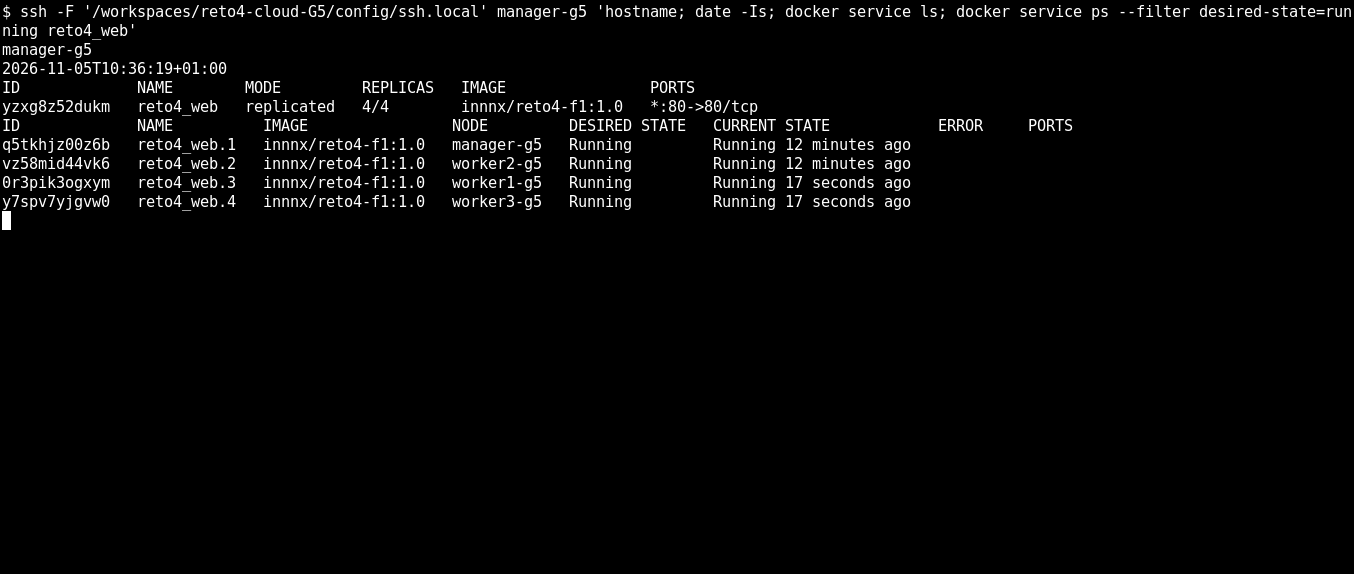 $ ssh -F '/workspaces/reto4-cloud-G5/config/ssh.local' manager-g5 'hostname; date -Is; docker service ls; docker service ps --filter desired-state=run
ning reto4_web'
manager-g5
2026-11-05T10:36:19+01:00
ID             NAME        MODE         REPLICAS   IMAGE                PORTS
yzxg8z52dukm   reto4_web   replicated   4/4        innnx/reto4-f1:1.0   *:80->80/tcp
ID             NAME          IMAGE                NODE         DESIRED STATE   CURRENT STATE            ERROR     PORTS
q5tkhjz00z6b   reto4_web.1   innnx/reto4-f1:1.0   manager-g5   Running         Running 12 minutes ago
vz58mid44vk6   reto4_web.2   innnx/reto4-f1:1.0   worker2-g5   Running         Running 12 minutes ago
0r3pik3ogxym   reto4_web.3   innnx/reto4-f1:1.0   worker1-g5   Running         Running 17 seconds ago
y7spv7yjgvw0   reto4_web.4   innnx/reto4-f1:1.0   worker3-g5   Running         Running 17 seconds ago